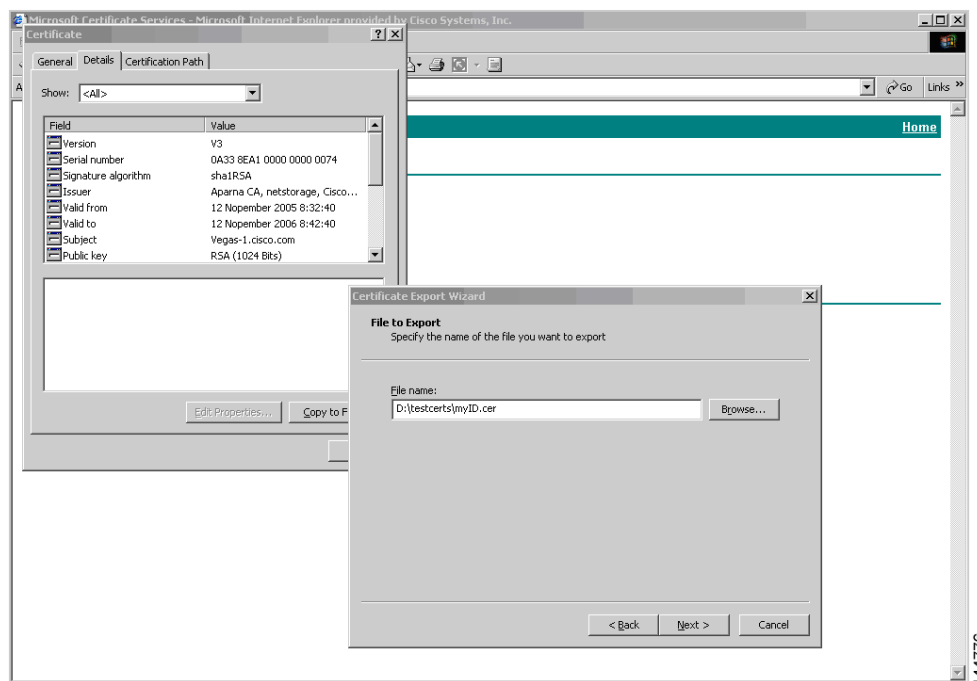 Microsoft Certificate Services - Microsoft Internet Explorer provided by Cisco Systems, Inc.
Certificate
General Details Certification Path
Go Links »
Show: <All>
Home
Field Value
Version V3
Serial number 0A33 8EA1 0000 0000 0074
Signature algorithm sha1RSA
Issuer Aparna CA, netstorage, Cisco...
Valid from 12 Nopember 2005 8:32:40
Valid to 12 Nopember 2006 8:42:40
Subject Vegas-1.cisco.com
Public key RSA (1024 Bits)
Edit Properties... Copy to F
Certificate Export Wizard
File to Export
Specify the name of the file you want to export
File name:
D:\testcerts\myID.cer Browse...
< Back Next > Cancel